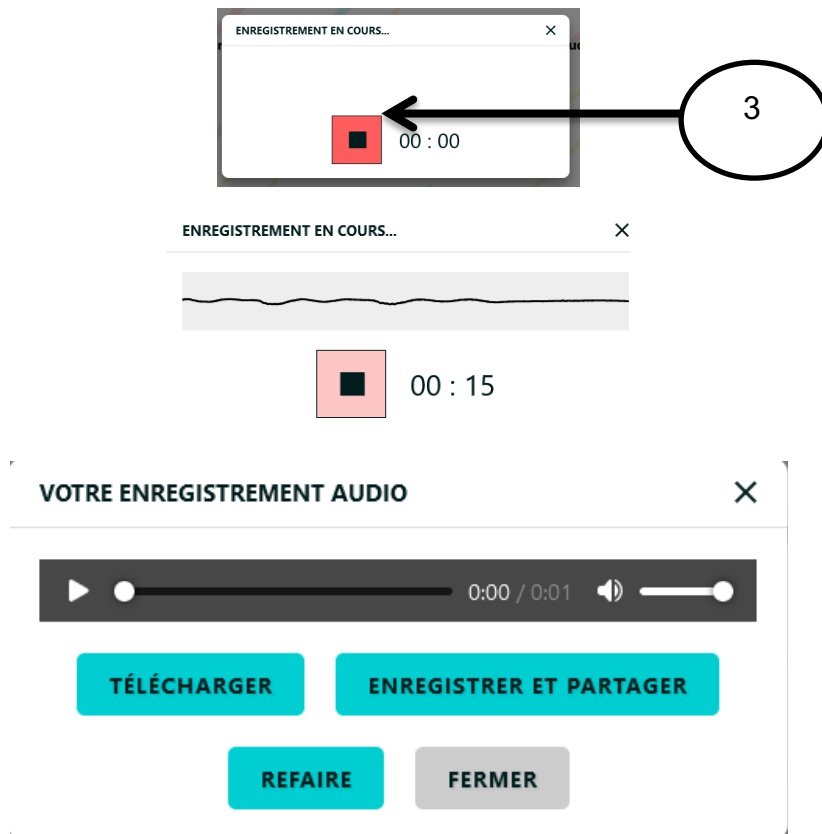 ENREGISTREMENT EN COURS...
00 : 00
3
ENREGISTREMENT EN COURS...
00 : 15
VOTRE ENREGISTREMENT AUDIO
0:00 / 0:01
TÉLÉCHARGER
ENREGISTRER ET PARTAGER
REFAIRE
FERMER